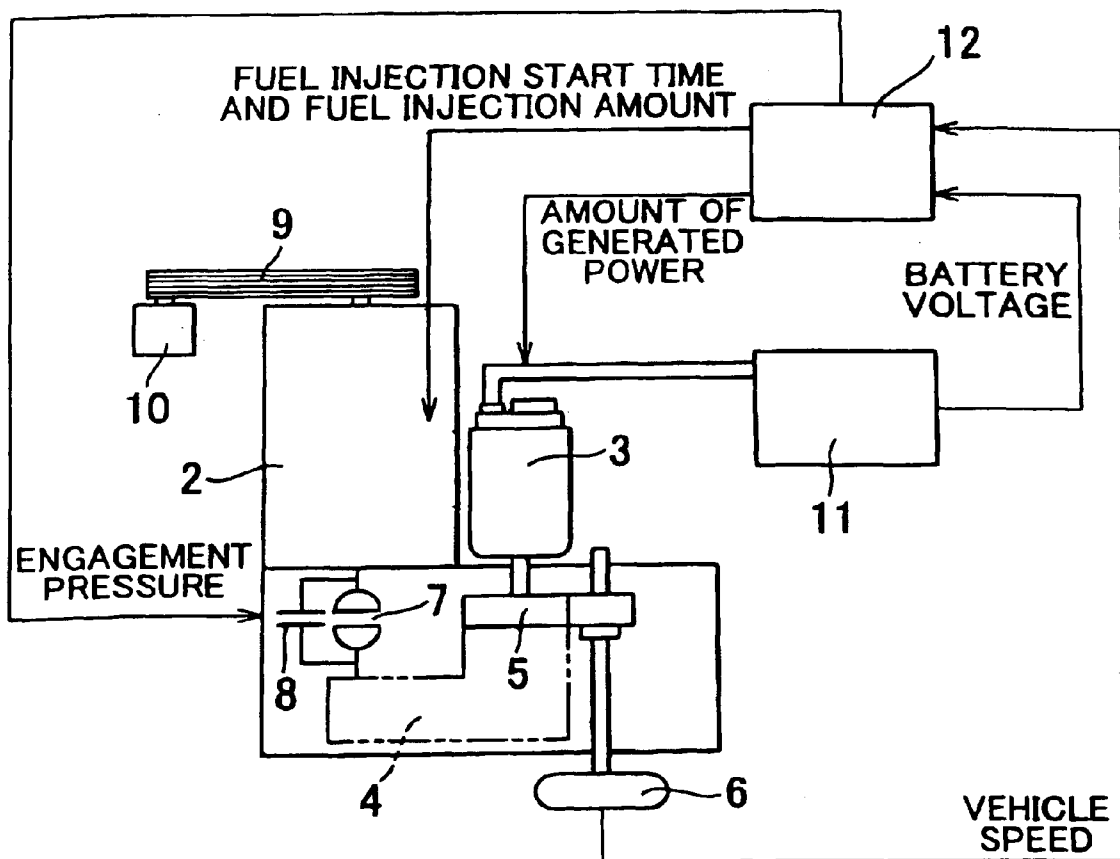 12
FUEL INJECTION START TIME
AND FUEL INJECTION AMOUNT
AMOUNT OF
GENERATED
POWER
9
BATTERY
VOLTAGE
10
3
2
11
ENGAGEMENT
PRESSURE
7
5
8
4
6
VEHICLE
SPEED